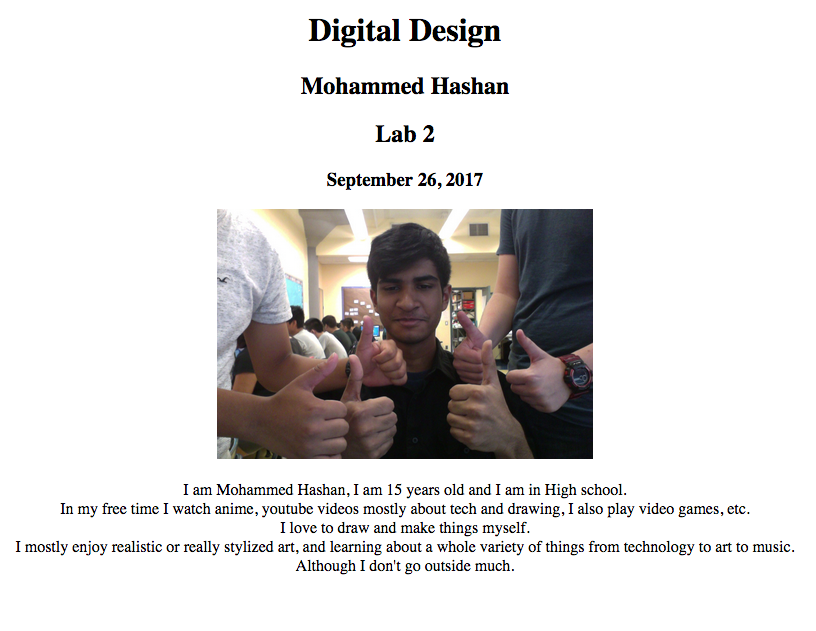 Digital Design
Mohammed Hashan
Lab 2
September 26, 2017
I am Mohammed Hashan, I am 15 years old and I am in High school.
In my free time I watch anime, youtube videos mostly about tech and drawing, I also play video games, etc.
I love to draw and make things myself.
I mostly enjoy realistic or really stylized art, and learning about a whole variety of things from technology to art to music.
Although I don't go outside much.